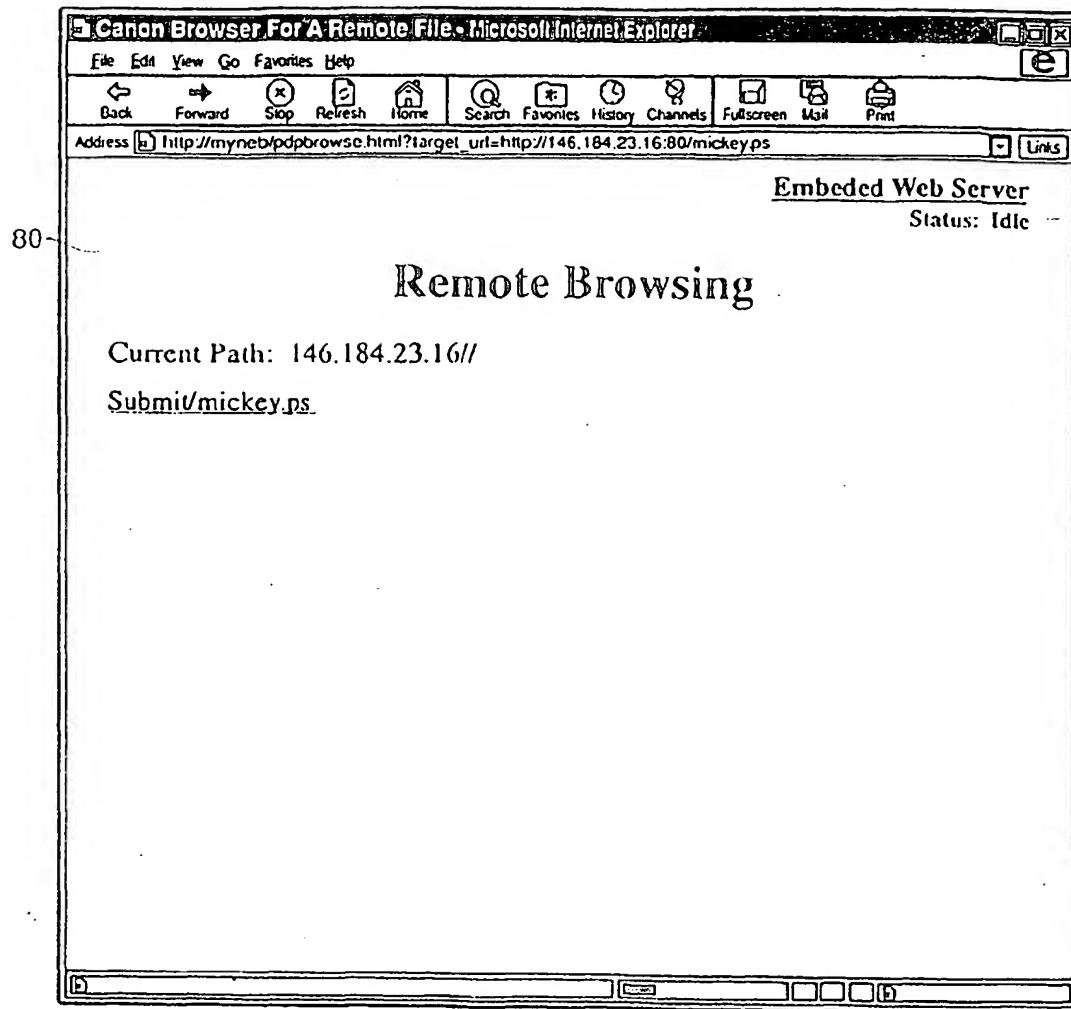 Canon Browser For A Remote File - Microsoft Internet Explorer
File Edit View Go Favorites Help
Back Forward Stop Refresh Home Search Favorites History Channels Fullscreen Mail Print
Address http://myneb/pdpbrowse.html?target_url=http://146.184.23.16:80/mickey.ps Links
Embeded Web Server
Status: Idle
80
Remote Browsing
Current Path: 146.184.23.16//
Submit/mickey.ps